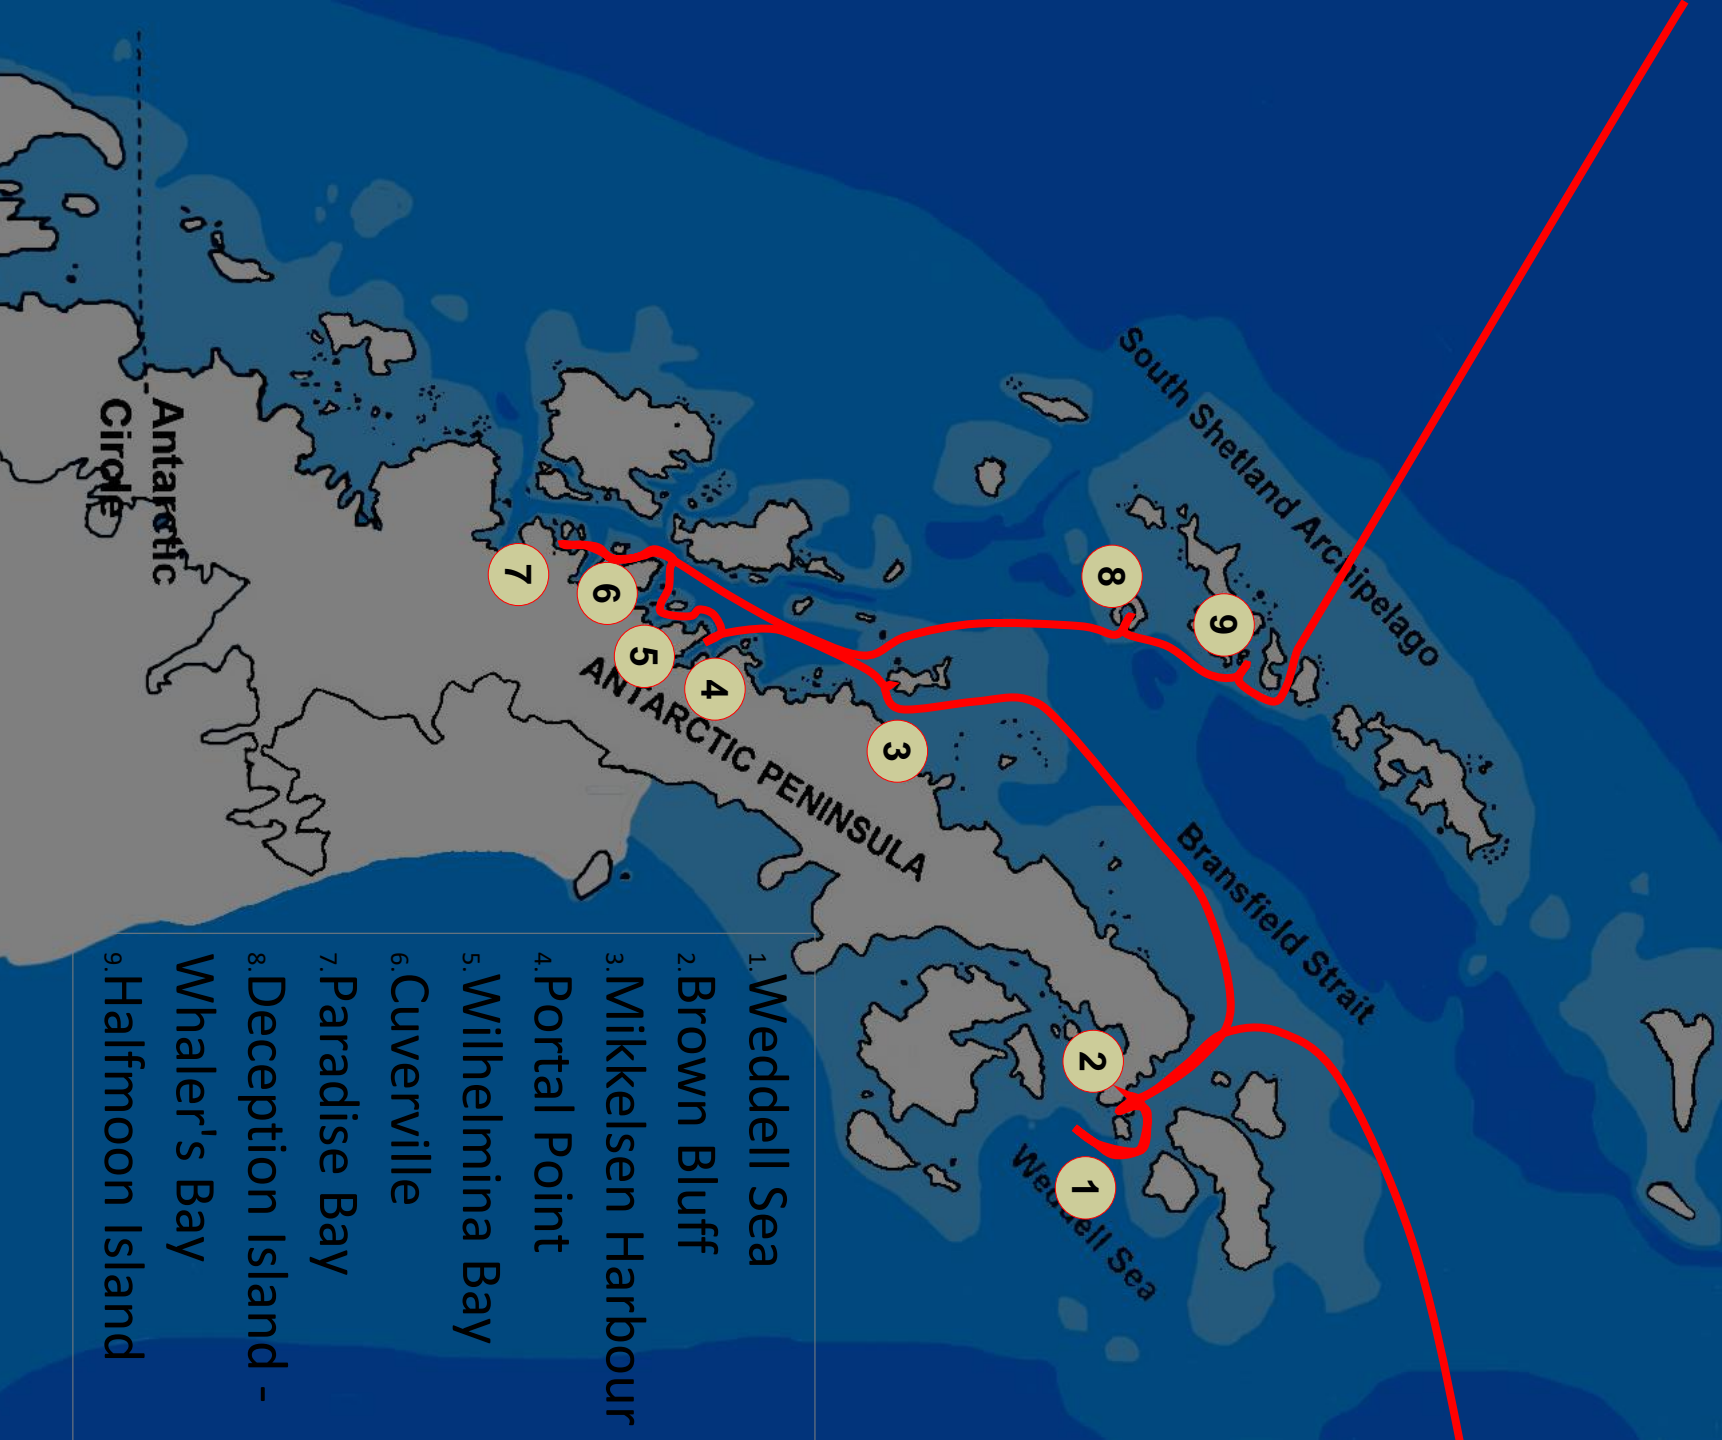 South Shetland Archipelago
Bransfield Strait
Weddell Sea
ANTARCTIC PENINSULA
Antarctic
Circle
1
2
3
4
5
6
7
8
9
1. Weddell Sea
2. Brown Bluff
3. Mikkelsen Harbour
4. Portal Point
5. Wilhelmina Bay
6. Cuverville
7. Paradise Bay
8. Deception Island -
Whaler's Bay
9. Halfmoon Island